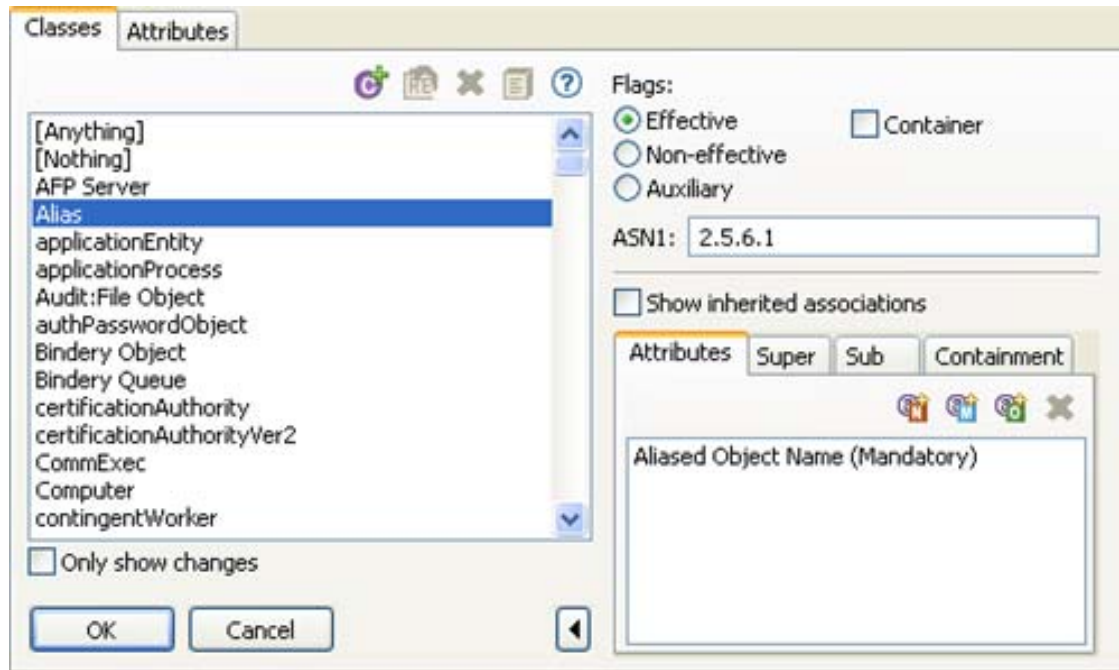 Classes
Attributes
[Anything]
[Nothing]
AFP Server
Alias
applicationEntity
applicationProcess
Audit:File Object
authPasswordObject
Bindery Object
Bindery Queue
certificationAuthority
certificationAuthorityVer2
CommExec
Computer
contingentWorker
Only show changes
OK
Cancel
Flags:
Effective
Container
Non-effective
Auxiliary
ASN1: 2.5.6.1
Show inherited associations
Attributes
Super
Sub
Containment
Aliased Object Name (Mandatory)